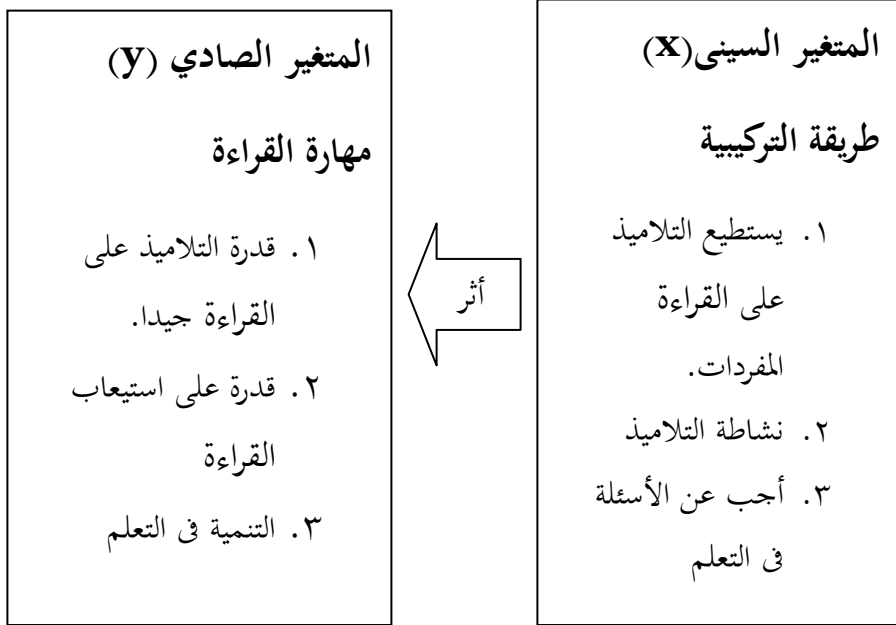 المتغير السينى(x)
طريقة التركيبية
١. يستطيع التلاميذ
على القراءة
المفردات.
٢. نشاطة التلاميذ
٣. أجب عن الأسئلة
فى التعلم
أثر
المتغير الصادي (y)
مهارة القراءة
١. قدرة التلاميذ على
القراءة جيدا.
٢. قدرة على استيعاب
القراءة
٣. التنمية فى التعلم